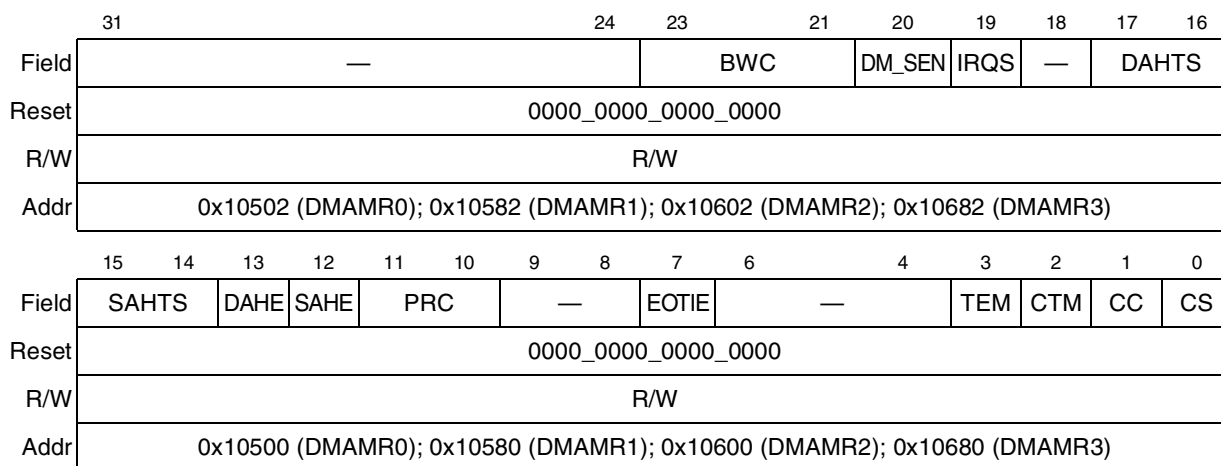 31 24 23 21 20 19 18 17 16
Field — BWC DM_SEN IRQS — DAHTS
Reset 0000_0000_0000_0000
R/W R/W
Addr 0x10502 (DMAMR0); 0x10582 (DMAMR1); 0x10602 (DMAMR2); 0x10682 (DMAMR3)
15 14 13 12 11 10 9 8 7 6 4 3 2 1 0
Field SAHTS DAHE SAHE PRC — EOTIE — TEM CTM CC CS
Reset 0000_0000_0000_0000
R/W R/W
Addr 0x10500 (DMAMR0); 0x10580 (DMAMR1); 0x10600 (DMAMR2); 0x10680 (DMAMR3)